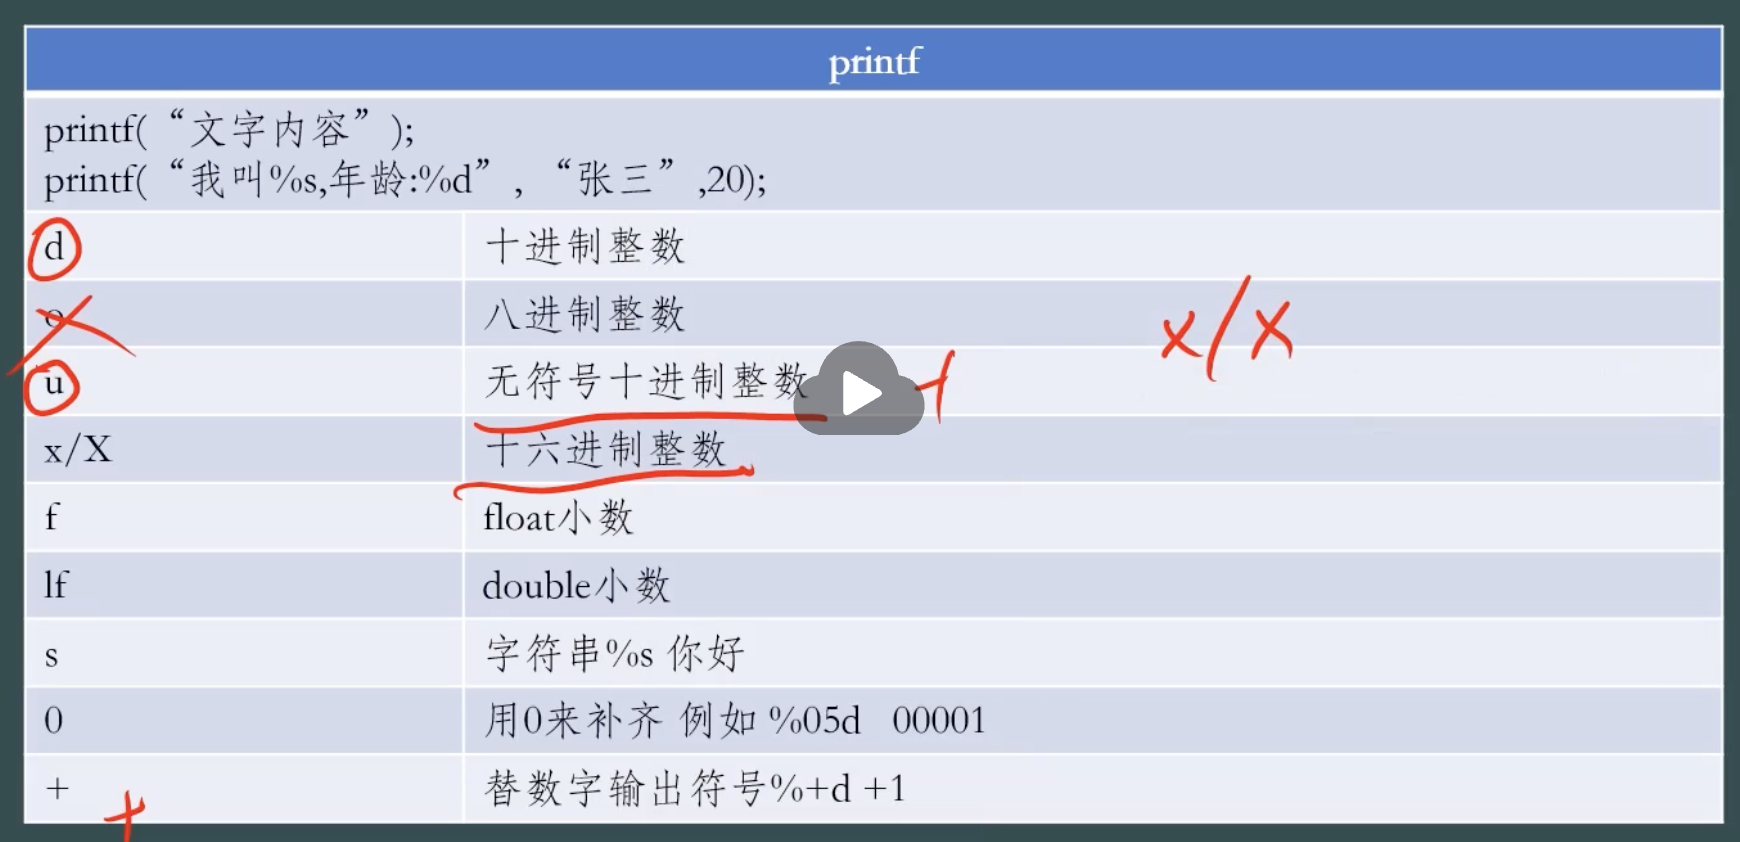 printf
printf(“文字内容”);
printf(“我叫%s,年龄:%d”, “张三”,20);
d 十进制整数
o 八进制整数
x/x
u 无符号十进制整数
x/X 十六进制整数
f float小数
lf double小数
s 字符串%s 你好
0 用0来补齐 例如 %05d 00001
+ 替数字输出符号%+d +1
+